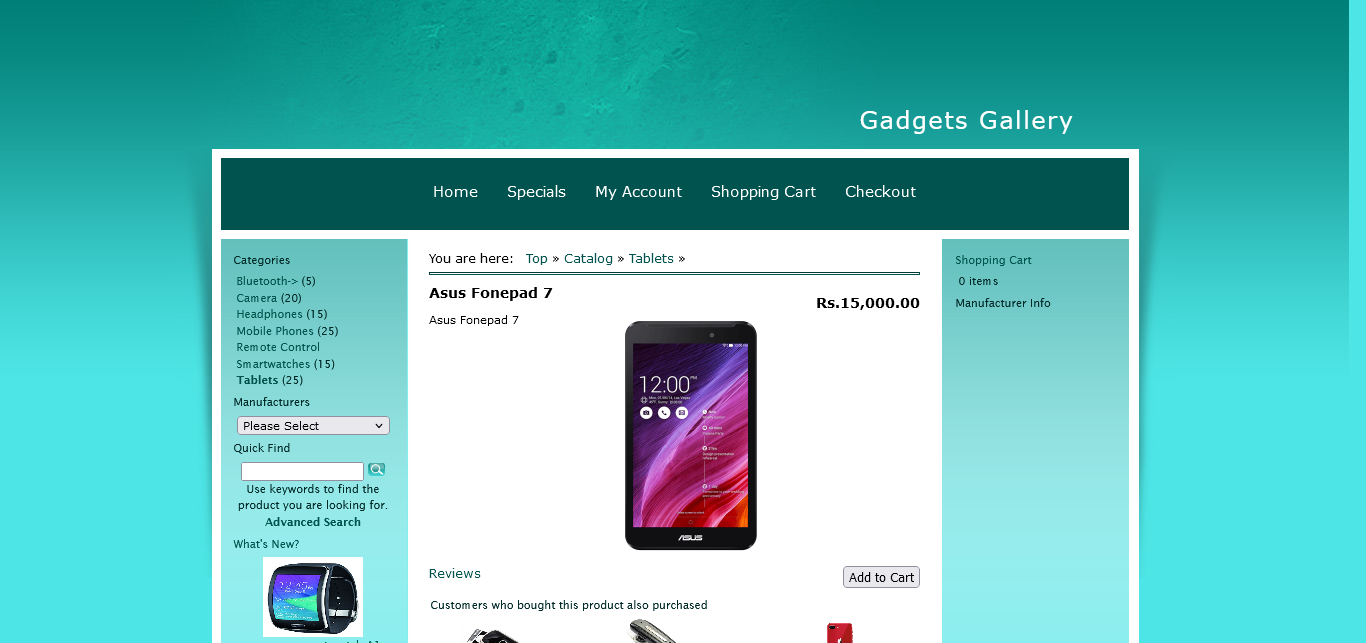 Gadgets Gallery
Home Specials My Account Shopping Cart Checkout
Categories
Bluetooth-> (5)
Camera (20)
Headphones (15)
Mobile Phones (25)
Remote Control
Smartwatches (15)
Tablets (25)
Manufacturers
Please Select
Quick Find
Use keywords to find the
product you are looking for.
Advanced Search
What's New?
You are here: Top » Catalog » Tablets »
Asus Fonepad 7
Rs.15,000.00
Asus Fonepad 7
12:00 PM
ASUS
Reviews
Add to Cart
Customers who bought this product also purchased
Shopping Cart
0 items
Manufacturer Info